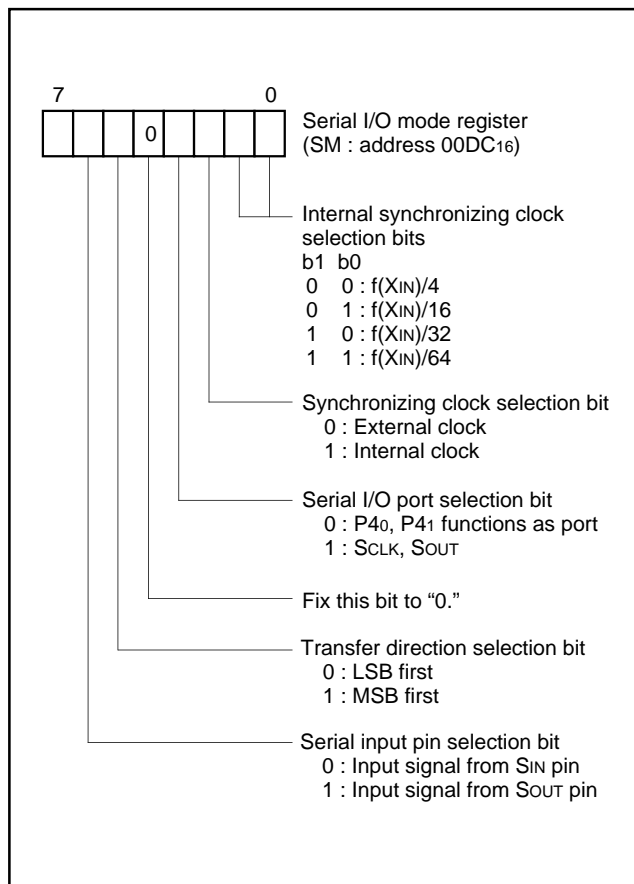 7 0
0
Serial I/O mode register
(SM : address 00DC16)
Internal synchronizing clock
selection bits
b1 b0
0 0 : f(XIN)/4
0 1 : f(XIN)/16
1 0 : f(XIN)/32
1 1 : f(XIN)/64
Synchronizing clock selection bit
0 : External clock
1 : Internal clock
Serial I/O port selection bit
0 : P40, P41 functions as port
1 : SCLK, SOUT
Fix this bit to “0.”
Transfer direction selection bit
0 : LSB first
1 : MSB first
Serial input pin selection bit
0 : Input signal from SIN pin
1 : Input signal from SOUT pin